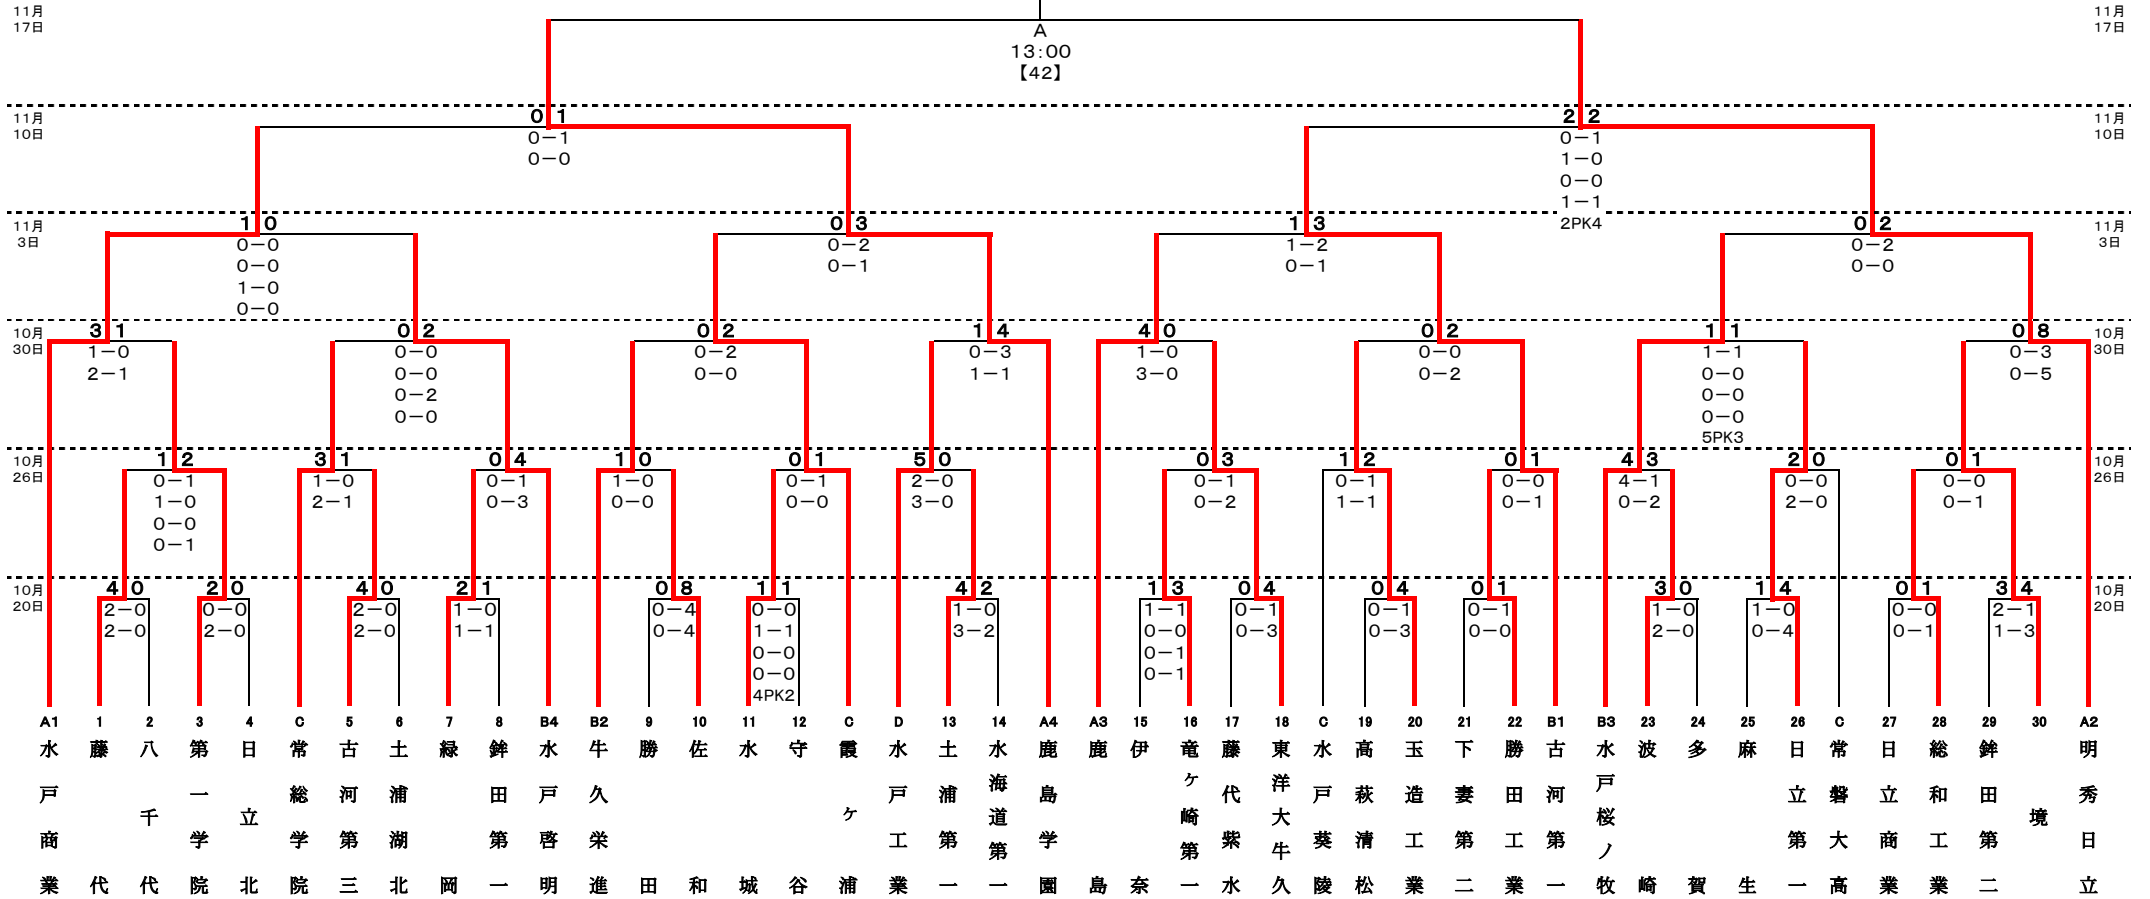 11月 11月
17日 17日
A
13:00
【42】
11月 0 1 2 2 11月
10日 0－1 0－1 10日
0－0 1－0
0－0
1－1
2PK4
11月 1 0 0 3 1 3 0 2 11月
3日 0－0 0－2 1－2 0－2 3日
0－0 0－1 0－1 0－0
1－0
0－0
10月 3 1 0 2 0 2 1 4 4 0 0 2 1 1 0 8 10月
30日 1－0 0－0 0－2 0－3 1－0 0－0 1－1 0－3 30日
2－1 0－0 0－0 1－1 3－0 0－2 0－0 0－5
0－2 0－0
0－0 0－0
5PK3
10月 1 2 3 1 0 4 1 0 0 1 5 0 0 3 1 2 0 1 4 3 2 0 0 1 10月
26日 0－1 1－0 0－1 1－0 0－1 2－0 0－1 0－1 0－0 4－1 0－0 0－0 26日
1－0 2－1 0－3 0－0 0－0 3－0 0－2 1－1 0－1 0－2 2－0 0－1
0－0
0－1
10月 4 0 2 0 4 0 2 1 0 8 1 1 4 2 1 3 0 4 0 4 0 1 3 0 1 4 0 1 3 4 10月
20日 2－0 0－0 2－0 1－0 0－4 0－0 1－0 1－1 0－1 0－1 0－1 1－0 1－0 0－0 2－1 20日
2－0 2－0 2－0 1－1 0－4 1－1 3－2 0－0 0－3 0－3 0－0 2－0 0－4 0－1 1－3
0－0 0－1
0－0 0－1
4PK2
A1 1 2 3 4 C 5 6 7 8 B4 B2 9 10 11 12 C D 13 14 A4 A3 15 16 17 18 C 19 20 21 22 B1 B3 23 24 25 26 C 27 28 29 30 A2
水戸商業
藤代
八千代
第一学院
日立北
常総学院
古河第三
土浦湖北
緑岡
鉾田第一
水戸啓明
牛久栄進
勝田
佐和
水城
守谷
霞ヶ浦
水戸工業
土浦第一
水海道第一
鹿島学園
鹿島
伊奈
竜ヶ崎第一
藤代紫水
東洋大牛久
水戸葵陵
高萩清松
玉造工業
下妻第二
勝田工業
古河第一
水戸桜ノ牧
波崎
多賀
麻生
日立第一
常磐大高
日立商業
総和工業
鉾田第二
境
明秀日立